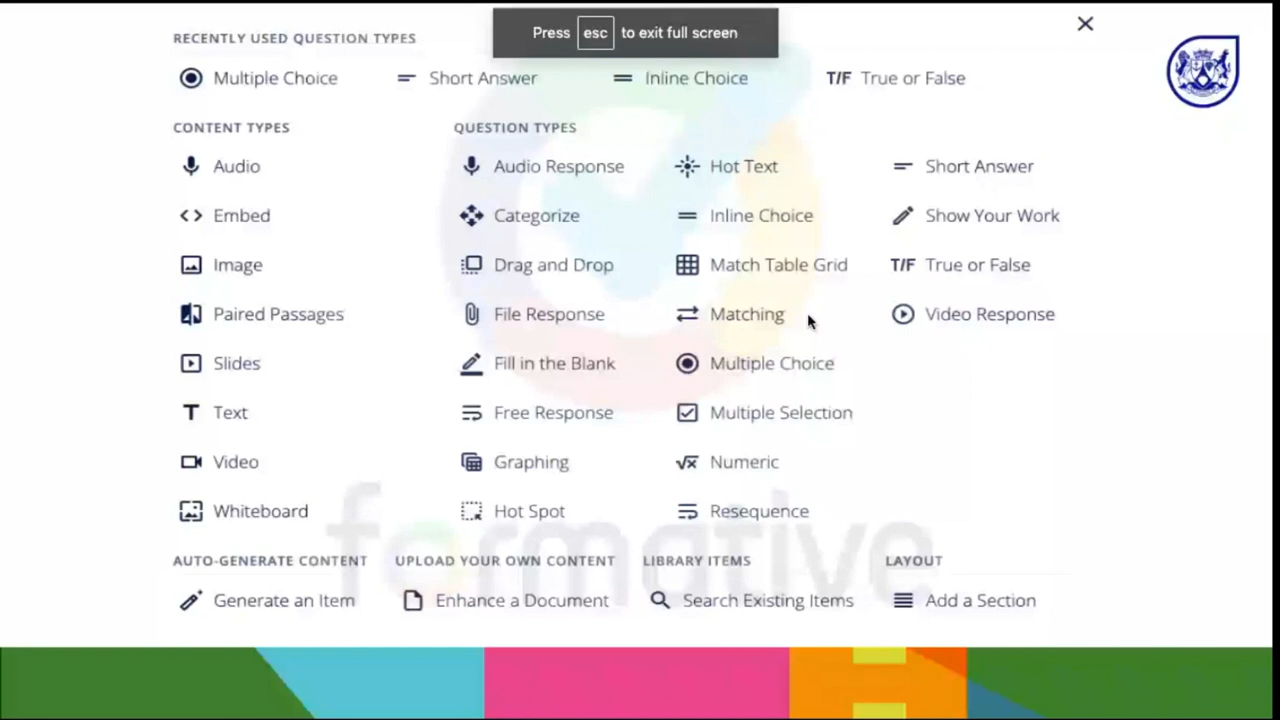 Press esc to exit full screen
RECENTLY USED QUESTION TYPES
Multiple Choice
Short Answer
Inline Choice
T/F True or False
CONTENT TYPES
Audio
Embed
Image
Paired Passages
Slides
T Text
Video
Whiteboard
QUESTION TYPES
Audio Response
Categorize
Drag and Drop
File Response
Fill in the Blank
Free Response
Graphing
Hot Spot
Hot Text
Inline Choice
Match Table Grid
Matching
Multiple Choice
Multiple Selection
√x Numeric
Resequence
Short Answer
Show Your Work
T/F True or False
Video Response
AUTO-GENERATE CONTENT
Generate an Item
UPLOAD YOUR OWN CONTENT
Enhance a Document
LIBRARY ITEMS
Search Existing Items
LAYOUT
Add a Section
formative